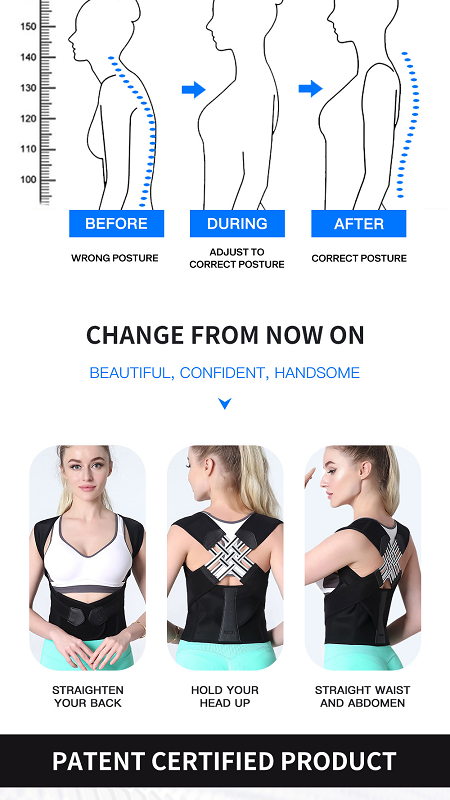 150
140
130
120
110
100
BEFORE
DURING
AFTER
WRONG POSTURE
ADJUST TO
CORRECT POSTURE
CORRECT POSTURE
CHANGE FROM NOW ON
BEAUTIFUL, CONFIDENT, HANDSOME
STRAIGHTEN
YOUR BACK
HOLD YOUR
HEAD UP
STRAIGHT WAIST
AND ABDOMEN
PATENT CERTIFIED PRODUCT